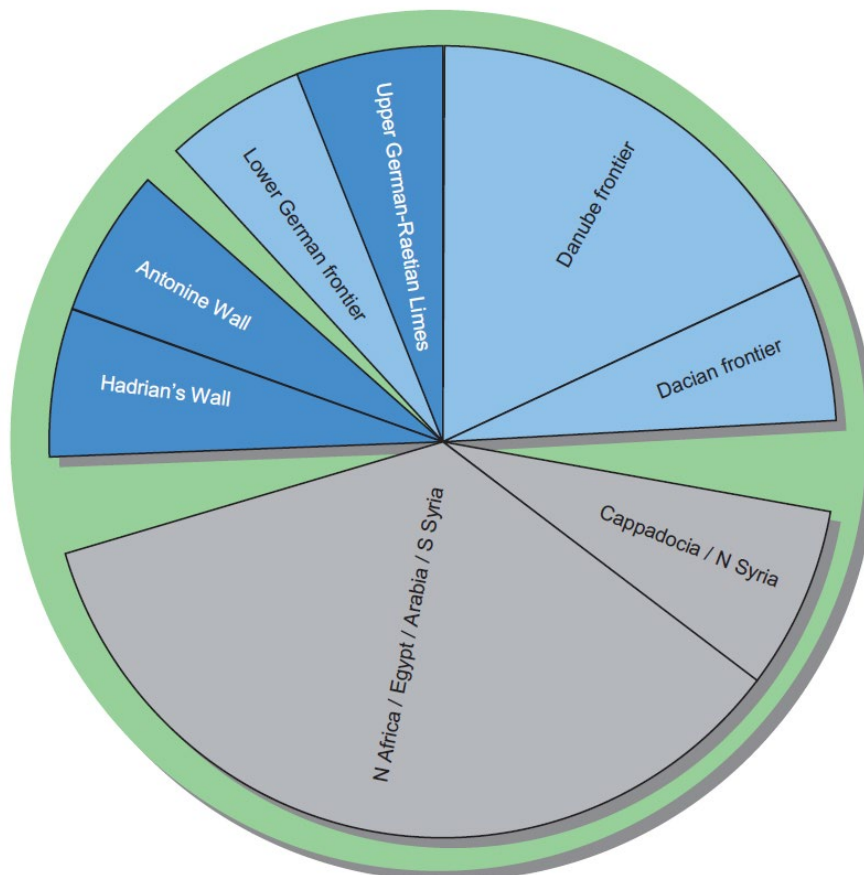 Upper German-Raetian Limes
Danube frontier
Lower German frontier
Antonine Wall
Dacian frontier
Hadrian's Wall
Cappadocia / N Syria
N Africa / Egypt / Arabia / S Syria